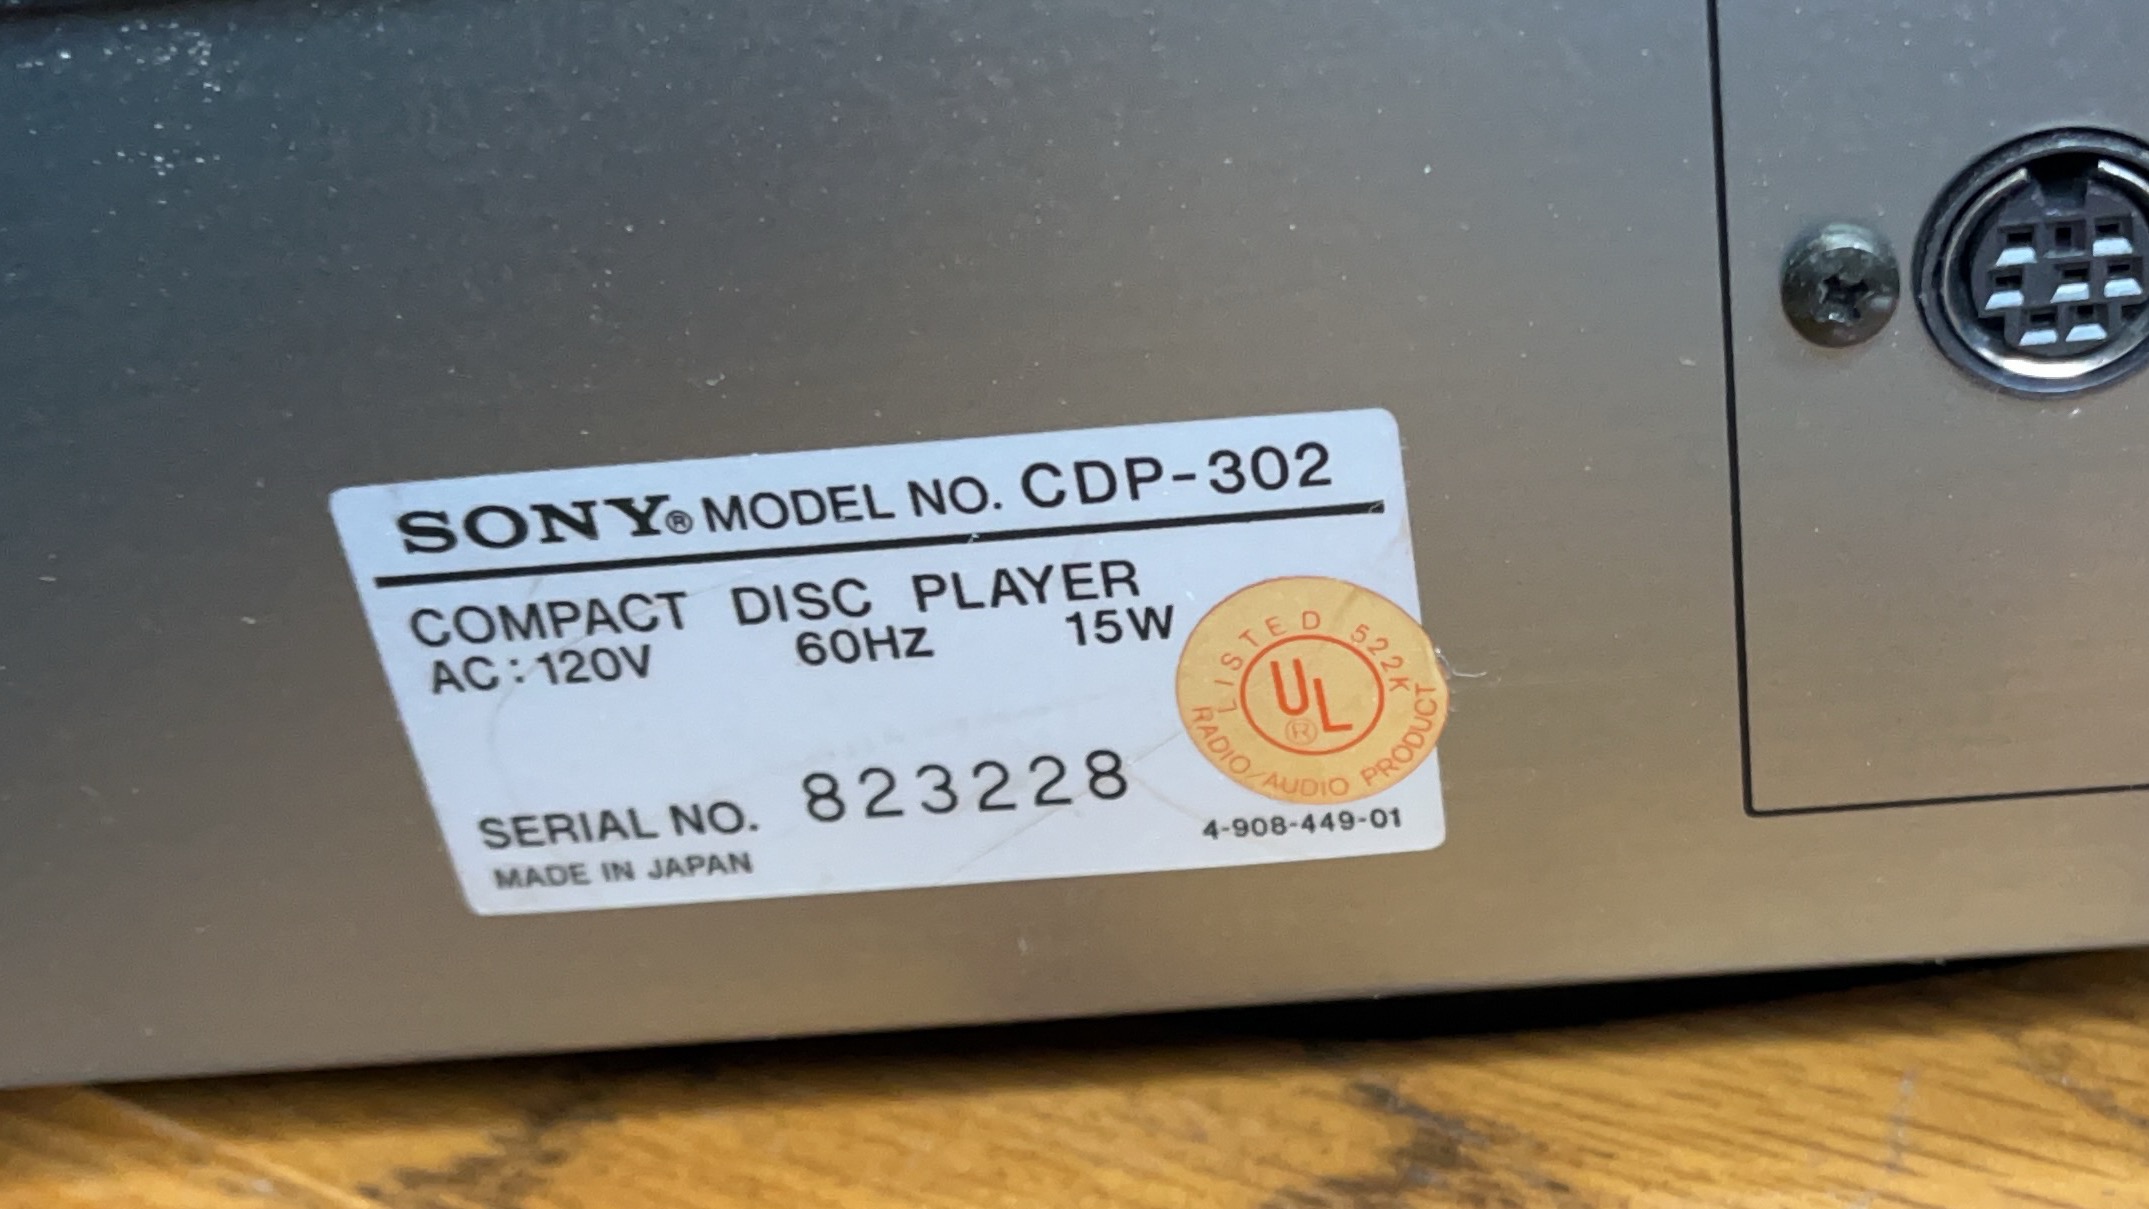 SONY® MODEL NO. CDP-302
COMPACT DISC PLAYER
AC: 120V 60Hz 15W
LISTED 522K
UL®
RADIO/AUDIO PRODUCT
SERIAL NO. 823228
4-908-449-01
MADE IN JAPAN